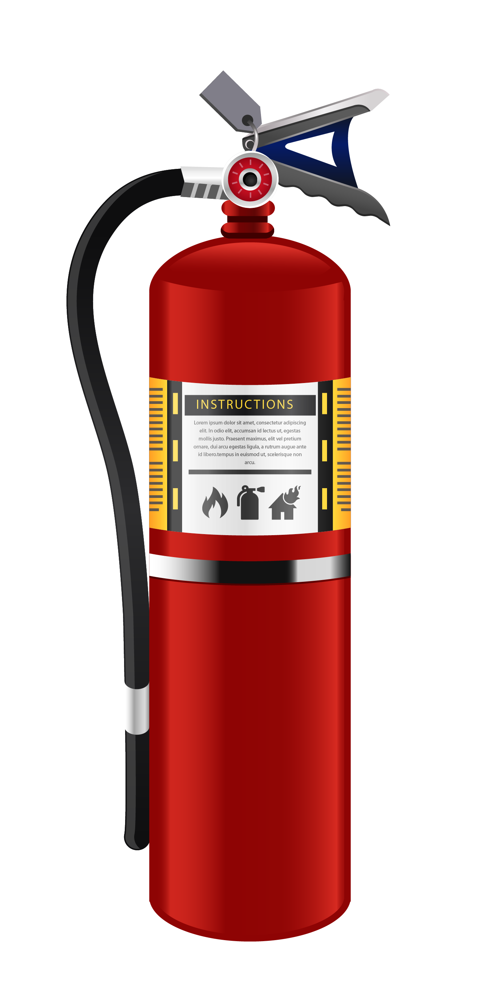 INSTRUCTIONS
Lorem ipsum dolor sit amet, consectetur adipiscing
elit. In odio elit, accumsan id lectus ut, egestas
mollis justo. Praesent maximus, elit vel pretium
ornare, dui arcu egestas ligula, a rutrum augue ante
id libero.tempus in euismod ut, scelerisque non
arcu.